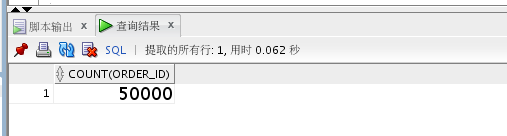 脚本输出 x 查询结果 x
SQL | 提取的所有行: 1, 用时 0.062 秒
COUNT(ORDER_ID)
1 50000